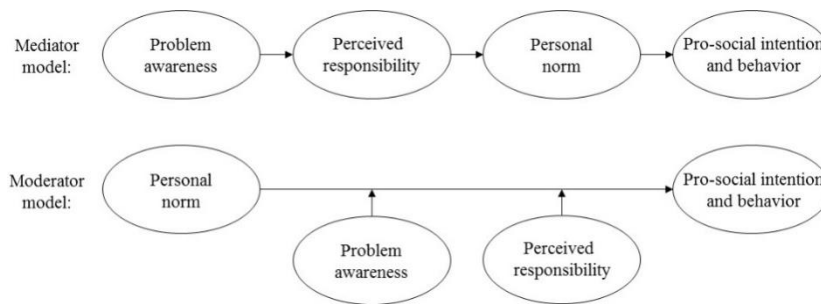 Mediator
model:
Problem
awareness
Perceived
responsibility
Personal
norm
Pro-social intention
and behavior
Moderator
model:
Personal
norm
Pro-social intention
and behavior
Problem
awareness
Perceived
responsibility